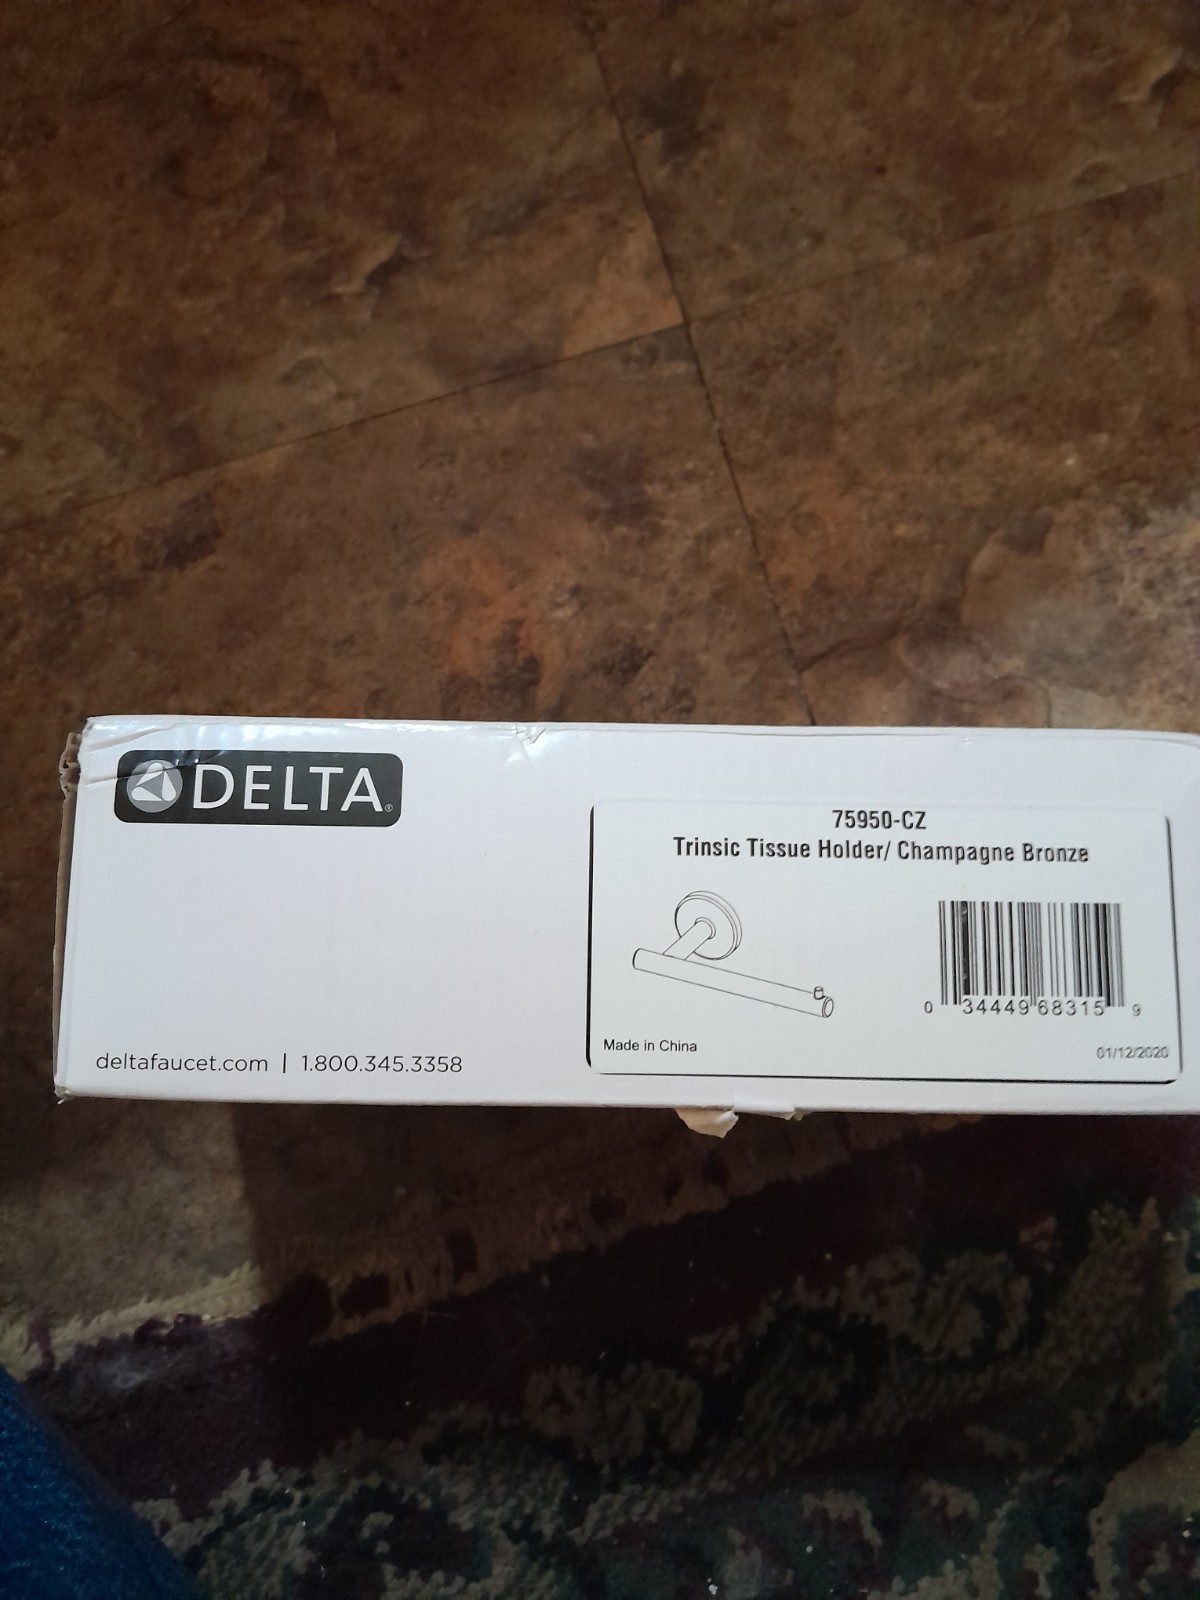 DELTA®
75950-CZ
Trinsic Tissue Holder/ Champagne Bronze
0 34449 68315 9
Made in China
01/12/2020
deltafaucet.com | 1.800.345.3358